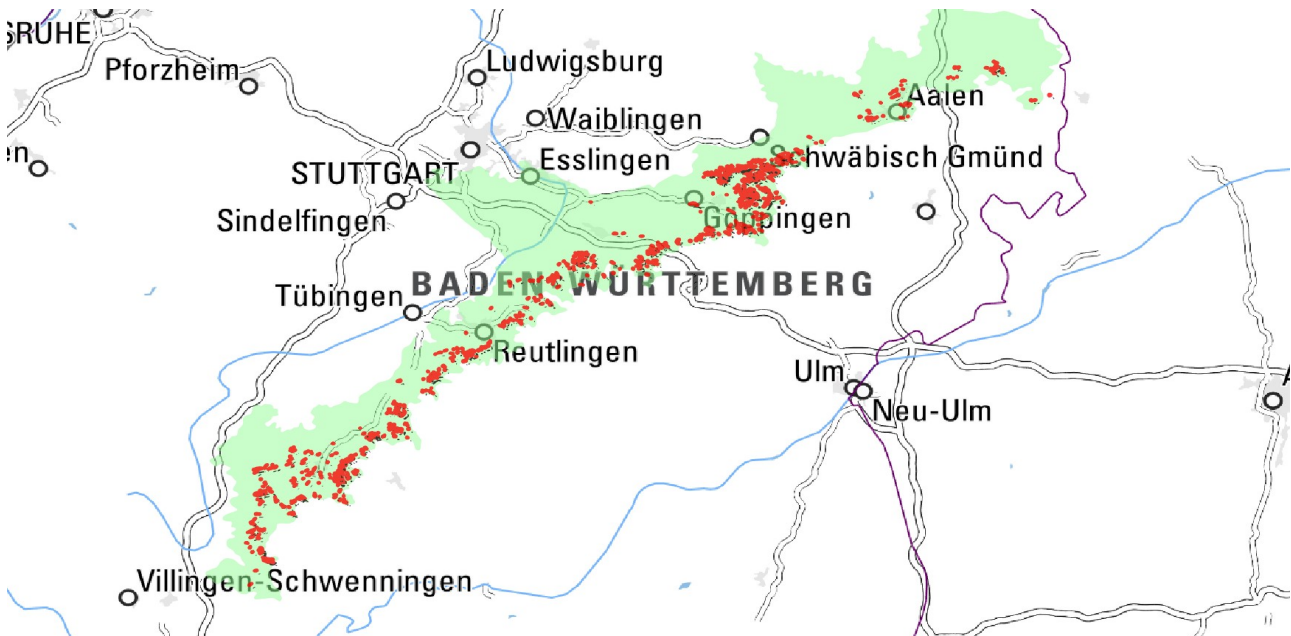 SRUHE
Pforzheim
Ludwigsburg
Aalen
Waiblingen
en
Esslingen
Schwäbisch Gmünd
STUTTGART
Sindelfingen
Göppingen
BADEN WÜRTTEMBERG
Tübingen
Reutlingen
Ulm
A
Neu-Ulm
Villingen-Schwenningen